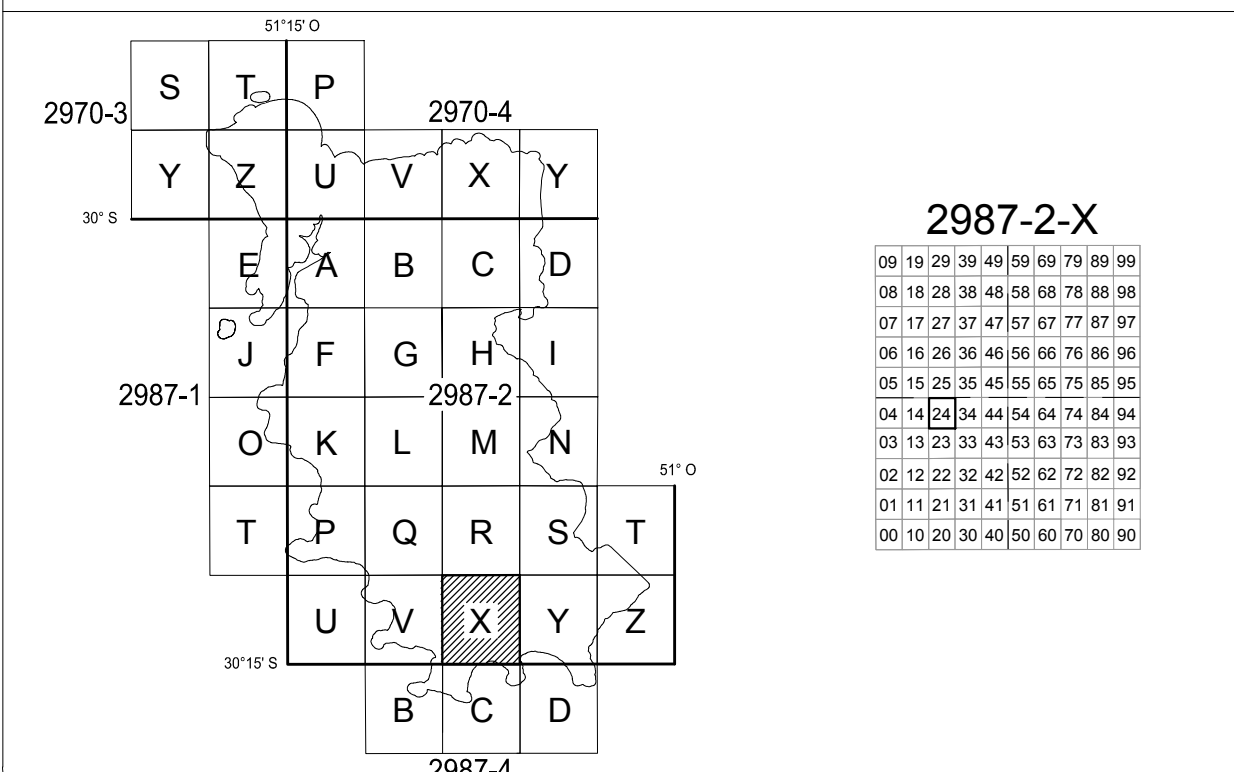 51°15' O
S T P
2970-3
2970-4
Y Z U V X Y
30° S
E A B C D
J F G H I
2987-1
2987-2
O K L M N
51° O
T P Q R S T
U V X Y Z
30°15' S
B C D
2987-4
2987-2-X
09 19 29 39 49 59 69 79 89 99
08 18 28 38 48 58 68 78 88 98
07 17 27 37 47 57 67 77 87 97
06 16 26 36 46 56 66 76 86 96
05 15 25 35 45 55 65 75 85 95
04 14 24 34 44 54 64 74 84 94
03 13 23 33 43 53 63 73 83 93
02 12 22 32 42 52 62 72 82 92
01 11 21 31 41 51 61 71 81 91
00 10 20 30 40 50 60 70 80 90